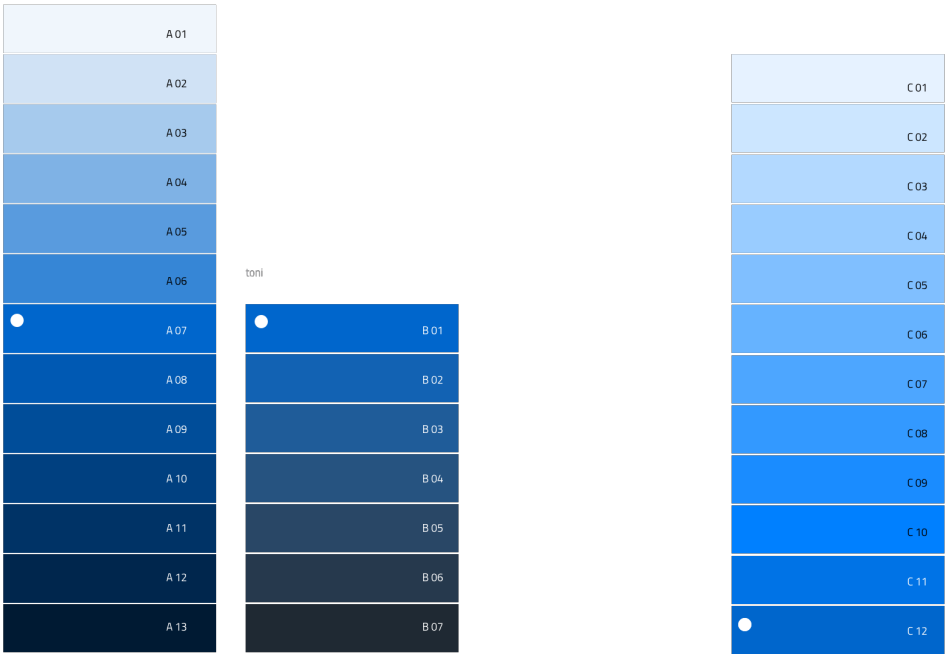 A 01
A 02
A 03
A 04
A 05
A 06
A 07
A 08
A 09
A 10
A 11
A 12
A 13
toni
B 01
B 02
B 03
B 04
B 05
B 06
B 07
C 01
C 02
C 03
C 04
C 05
C 06
C 07
C 08
C 09
C 10
C 11
C 12